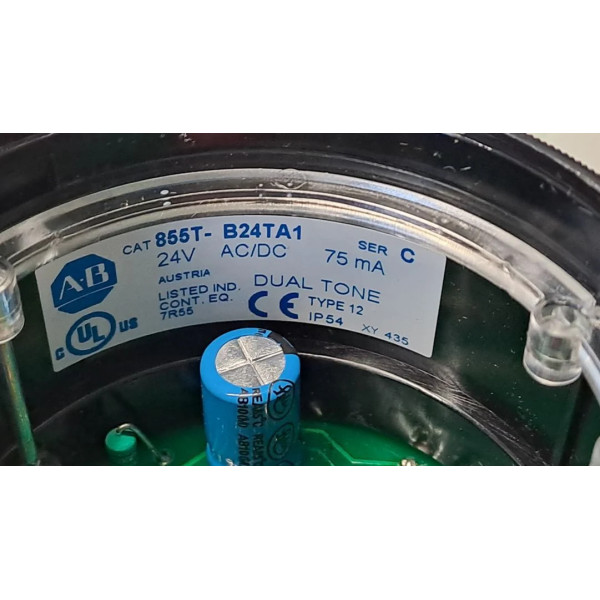 CAT 855T- B24TA1 SER C
24V AC/DC 75 mA
A-B
AUSTRIA
DUAL TONE
LISTED IND.
CONT. EQ.
7R55
CE
TYPE 12
IP54 XY 435
C UL US